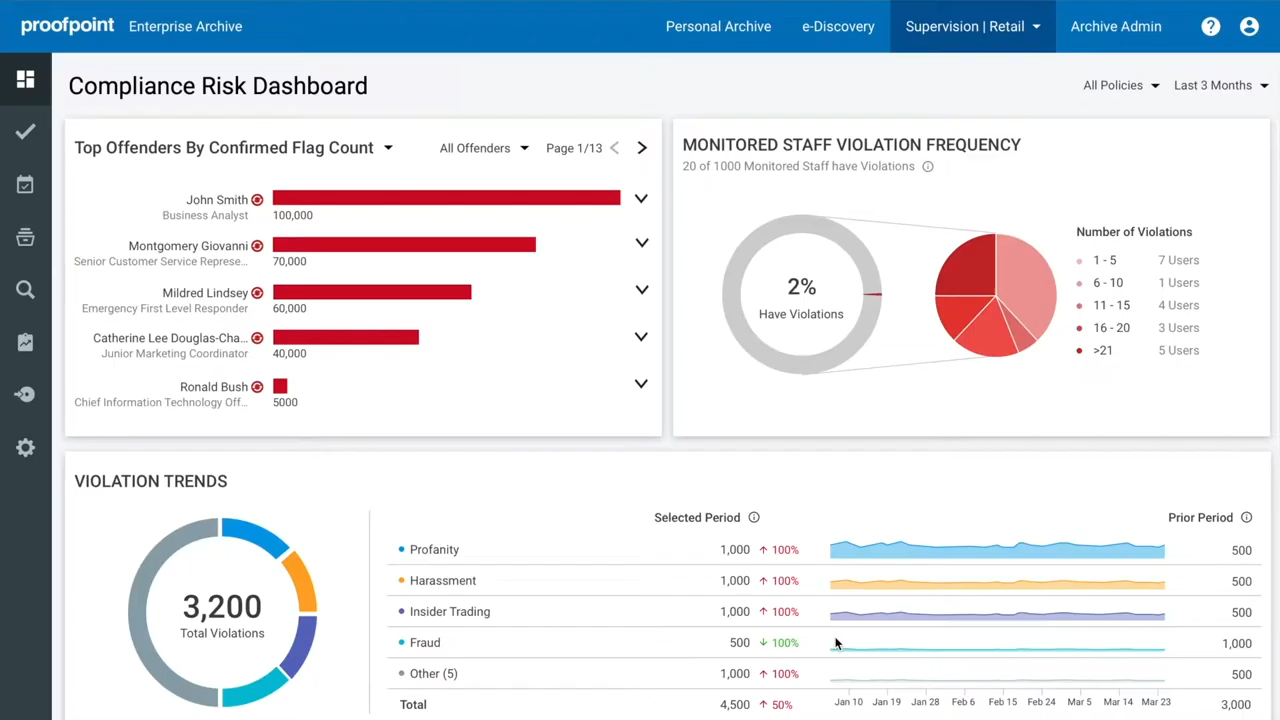 proofpoint Enterprise Archive Personal Archive e-Discovery Supervision | Retail Archive Admin ?
Compliance Risk Dashboard All Policies Last 3 Months
Top Offenders By Confirmed Flag Count All Offenders Page 1/13
John Smith
Business Analyst 100,000
Montgomery Giovanni
Senior Customer Service Represe... 70,000
Mildred Lindsey
Emergency First Level Responder 60,000
Catherine Lee Douglas-Cha...
Junior Marketing Coordinator 40,000
Ronald Bush
Chief Information Technology Off... 5000
MONITORED STAFF VIOLATION FREQUENCY
20 of 1000 Monitored Staff have Violations
2%
Have Violations
Number of Violations
1 - 5 7 Users
6 - 10 1 Users
11 - 15 4 Users
16 - 20 3 Users
>21 5 Users
VIOLATION TRENDS
3,200
Total Violations
Selected Period Prior Period
Profanity 1,000 ↑ 100% 500
Harassment 1,000 ↑ 100% 500
Insider Trading 1,000 ↑ 100% 500
Fraud 500 ↓ 100% 1,000
Other (5) 1,000 ↑ 100% 500
Jan 10 Jan 19 Jan 28 Feb 6 Feb 15 Feb 24 Mar 5 Mar 14 Mar 23
Total 4,500 ↑ 50% 3,000